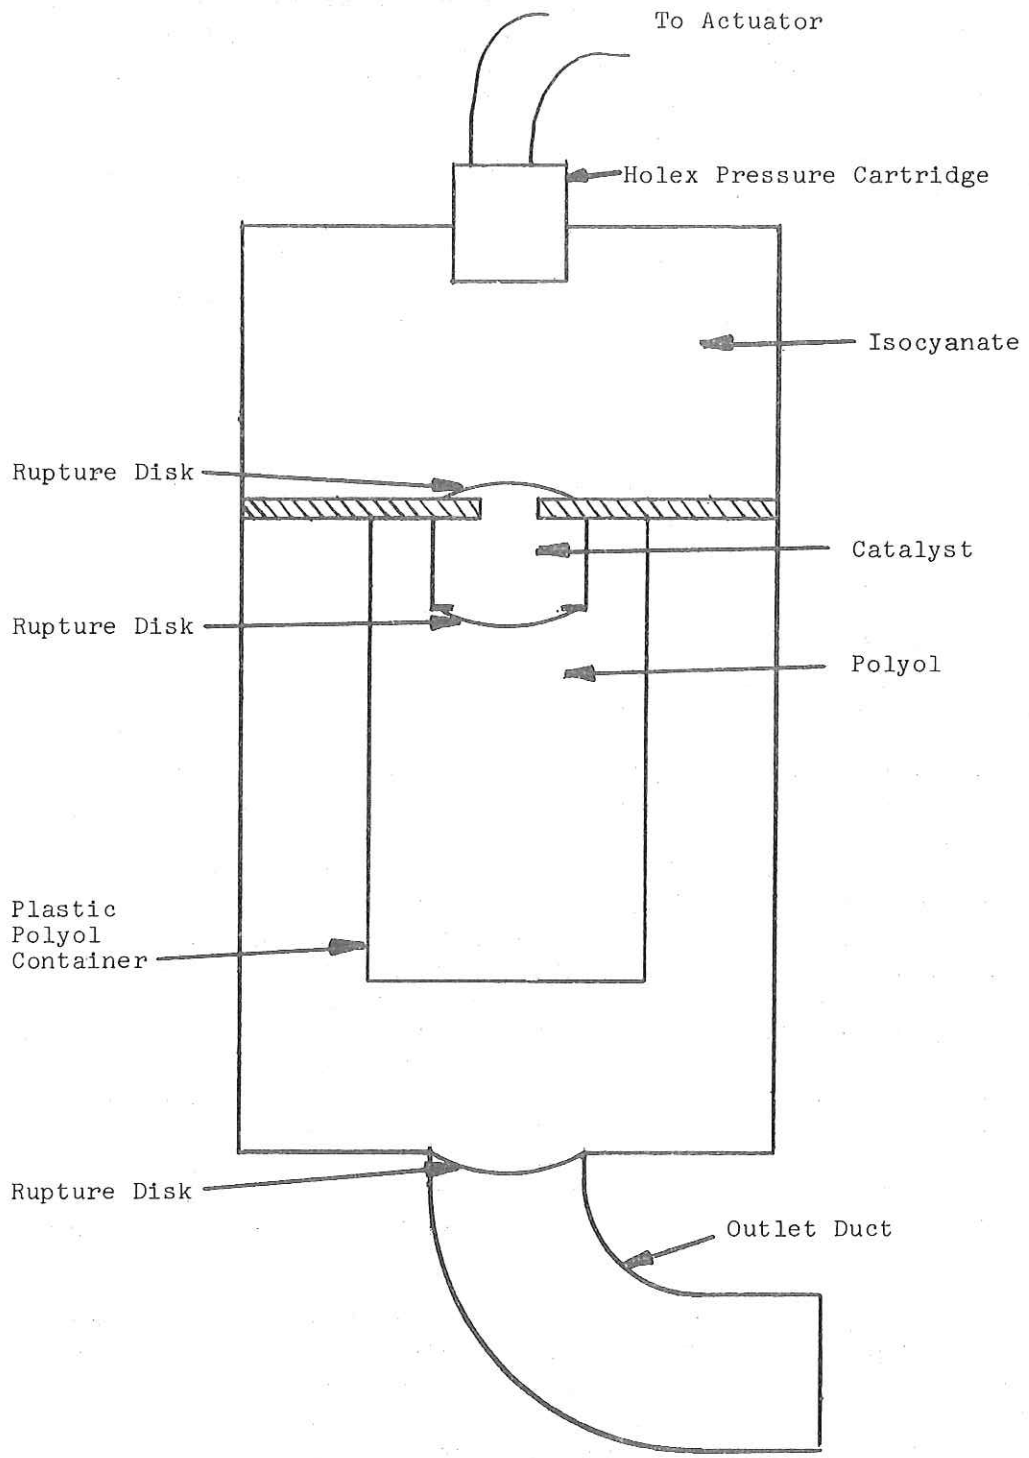 To Actuator
Holex Pressure Cartridge
Isocyanate
Rupture Disk
Catalyst
Rupture Disk
Polyol
Plastic
Polyol
Container
Rupture Disk
Outlet Duct